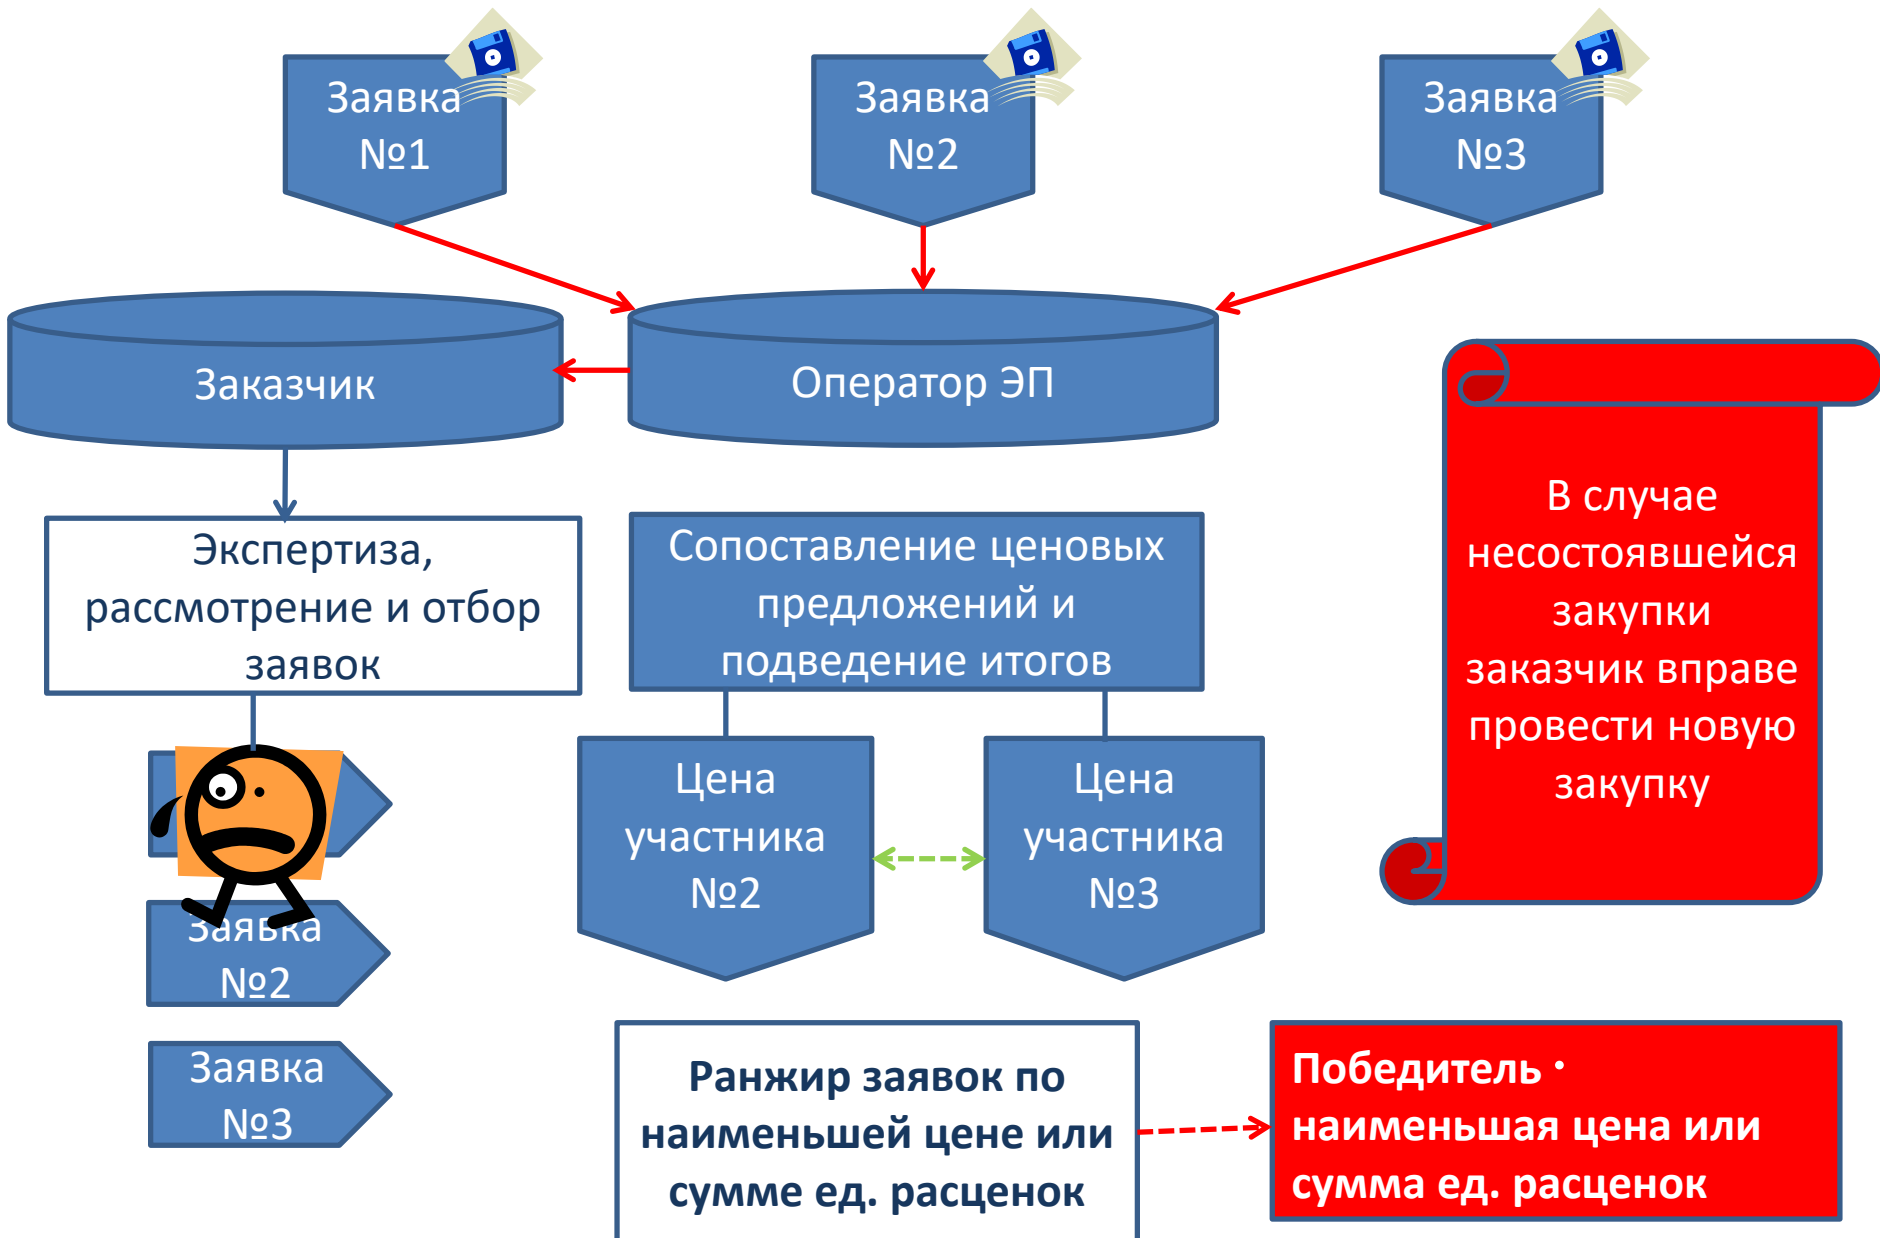 Заявка
№1
Заявка
№2
Заявка
№3
Заказчик
Оператор ЭП
Экспертиза,
рассмотрение и отбор
заявок
Сопоставление ценовых
предложений и
подведение итогов
В случае
несостоявшейся
закупки
заказчик вправе
провести новую
закупку
Цена
участника
№2
Цена
участника
№3
Заявка
№2
Заявка
№3
Ранжир заявок по
наименьшей цене или
сумме ед. расценок
Победитель ·
наименьшая цена или
сумма ед. расценок